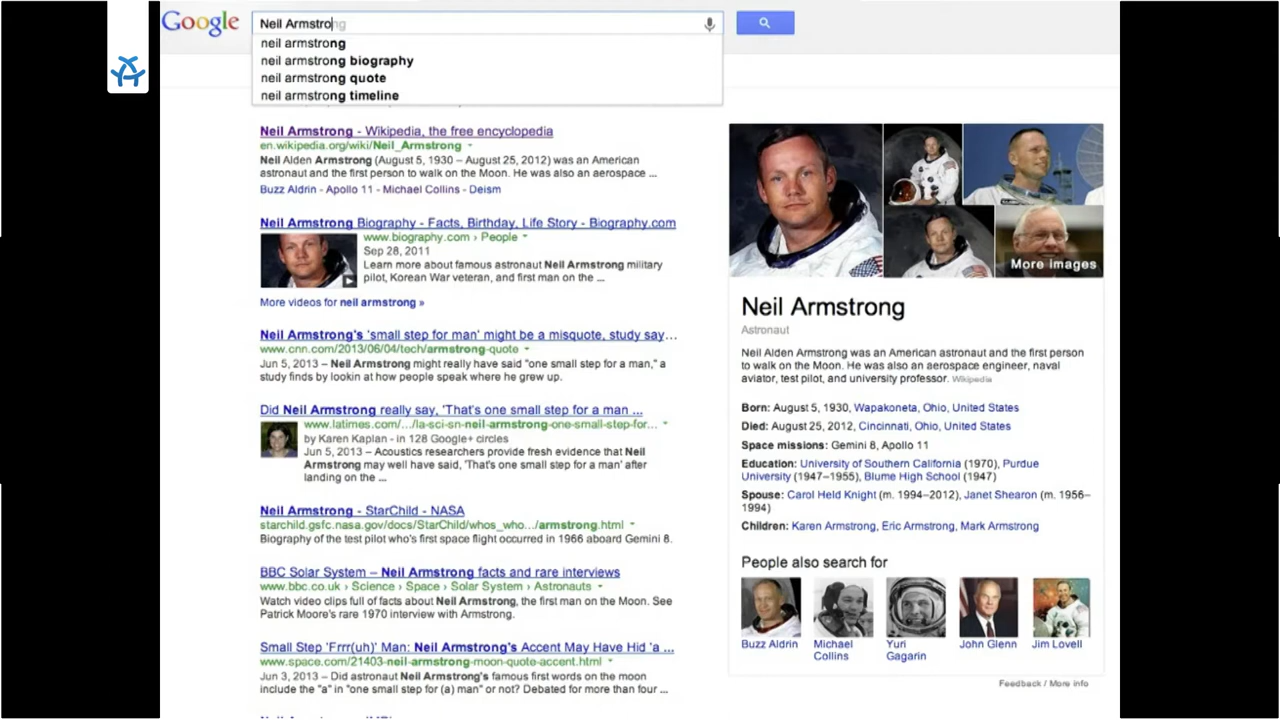 Google
Neil Armstrong
neil armstrong
neil armstrong biography
neil armstrong quote
neil armstrong timeline
Neil Armstrong - Wikipedia, the free encyclopedia
en.wikipedia.org/wiki/Neil_Armstrong
Neil Alden Armstrong (August 5, 1930 – August 25, 2012) was an American
astronaut and the first person to walk on the Moon. He was also an aerospace ...
Buzz Aldrin - Apollo 11 - Michael Collins - Deism
Neil Armstrong Biography - Facts, Birthday, Life Story - Biography.com
www.biography.com › People
Sep 28, 2011
Learn more about famous astronaut Neil Armstrong military
pilot, Korean War veteran, and first man on the ...
More videos for neil armstrong »
Neil Armstrong's 'small step for man' might be a misquote, study say...
www.cnn.com/2013/06/04/tech/armstrong-quote
Jun 5, 2013 – Neil Armstrong might really have said "one small step for a man," a
study finds by lookin at how people speak where he grew up.
Did Neil Armstrong really say, 'That's one small step for a man ...
www.latimes.com/.../la-sci-sn-neil-armstrong-one-small-step-for...
by Karen Kaplan - in 128 Google+ circles
Jun 5, 2013 – Acoustics researchers provide fresh evidence that Neil
Armstrong may well have said, 'That's one small step for a man' after
landing on the ...
Neil Armstrong - StarChild - NASA
starchild.gsfc.nasa.gov/docs/StarChild/whos_who.../armstrong.html
Biography of the test pilot who's first space flight occurred in 1966 aboard Gemini 8.
BBC Solar System – Neil Armstrong facts and rare interviews
www.bbc.co.uk › Science › Space › Solar System › Astronauts
Watch video clips full of facts about Neil Armstrong, the first man on the Moon. See
Patrick Moore's rare 1970 interview with Armstrong.
Small Step 'Frrr(uh)' Man: Neil Armstrong's Accent May Have Hid 'a ...
www.space.com/21403-neil-armstrong-moon-quote-accent.html
Jun 3, 2013 – Did astronaut Neil Armstrong's famous first words on the moon
include the "a" in "one small step for (a) man" or not? Debated for more than four ...
More images
Neil Armstrong
Astronaut
Neil Alden Armstrong was an American astronaut and the first person
to walk on the Moon. He was also an aerospace engineer, naval
aviator, test pilot, and university professor. Wikipedia
Born: August 5, 1930, Wapakoneta, Ohio, United States
Died: August 25, 2012, Cincinnati, Ohio, United States
Space missions: Gemini 8, Apollo 11
Education: University of Southern California (1970), Purdue
University (1947–1955), Blume High School (1947)
Spouse: Carol Held Knight (m. 1994–2012), Janet Shearon (m. 1956–
1994)
Children: Karen Armstrong, Eric Armstrong, Mark Armstrong
People also search for
Buzz Aldrin
Michael Collins
Yuri Gagarin
John Glenn
Jim Lovell
Feedback / More info